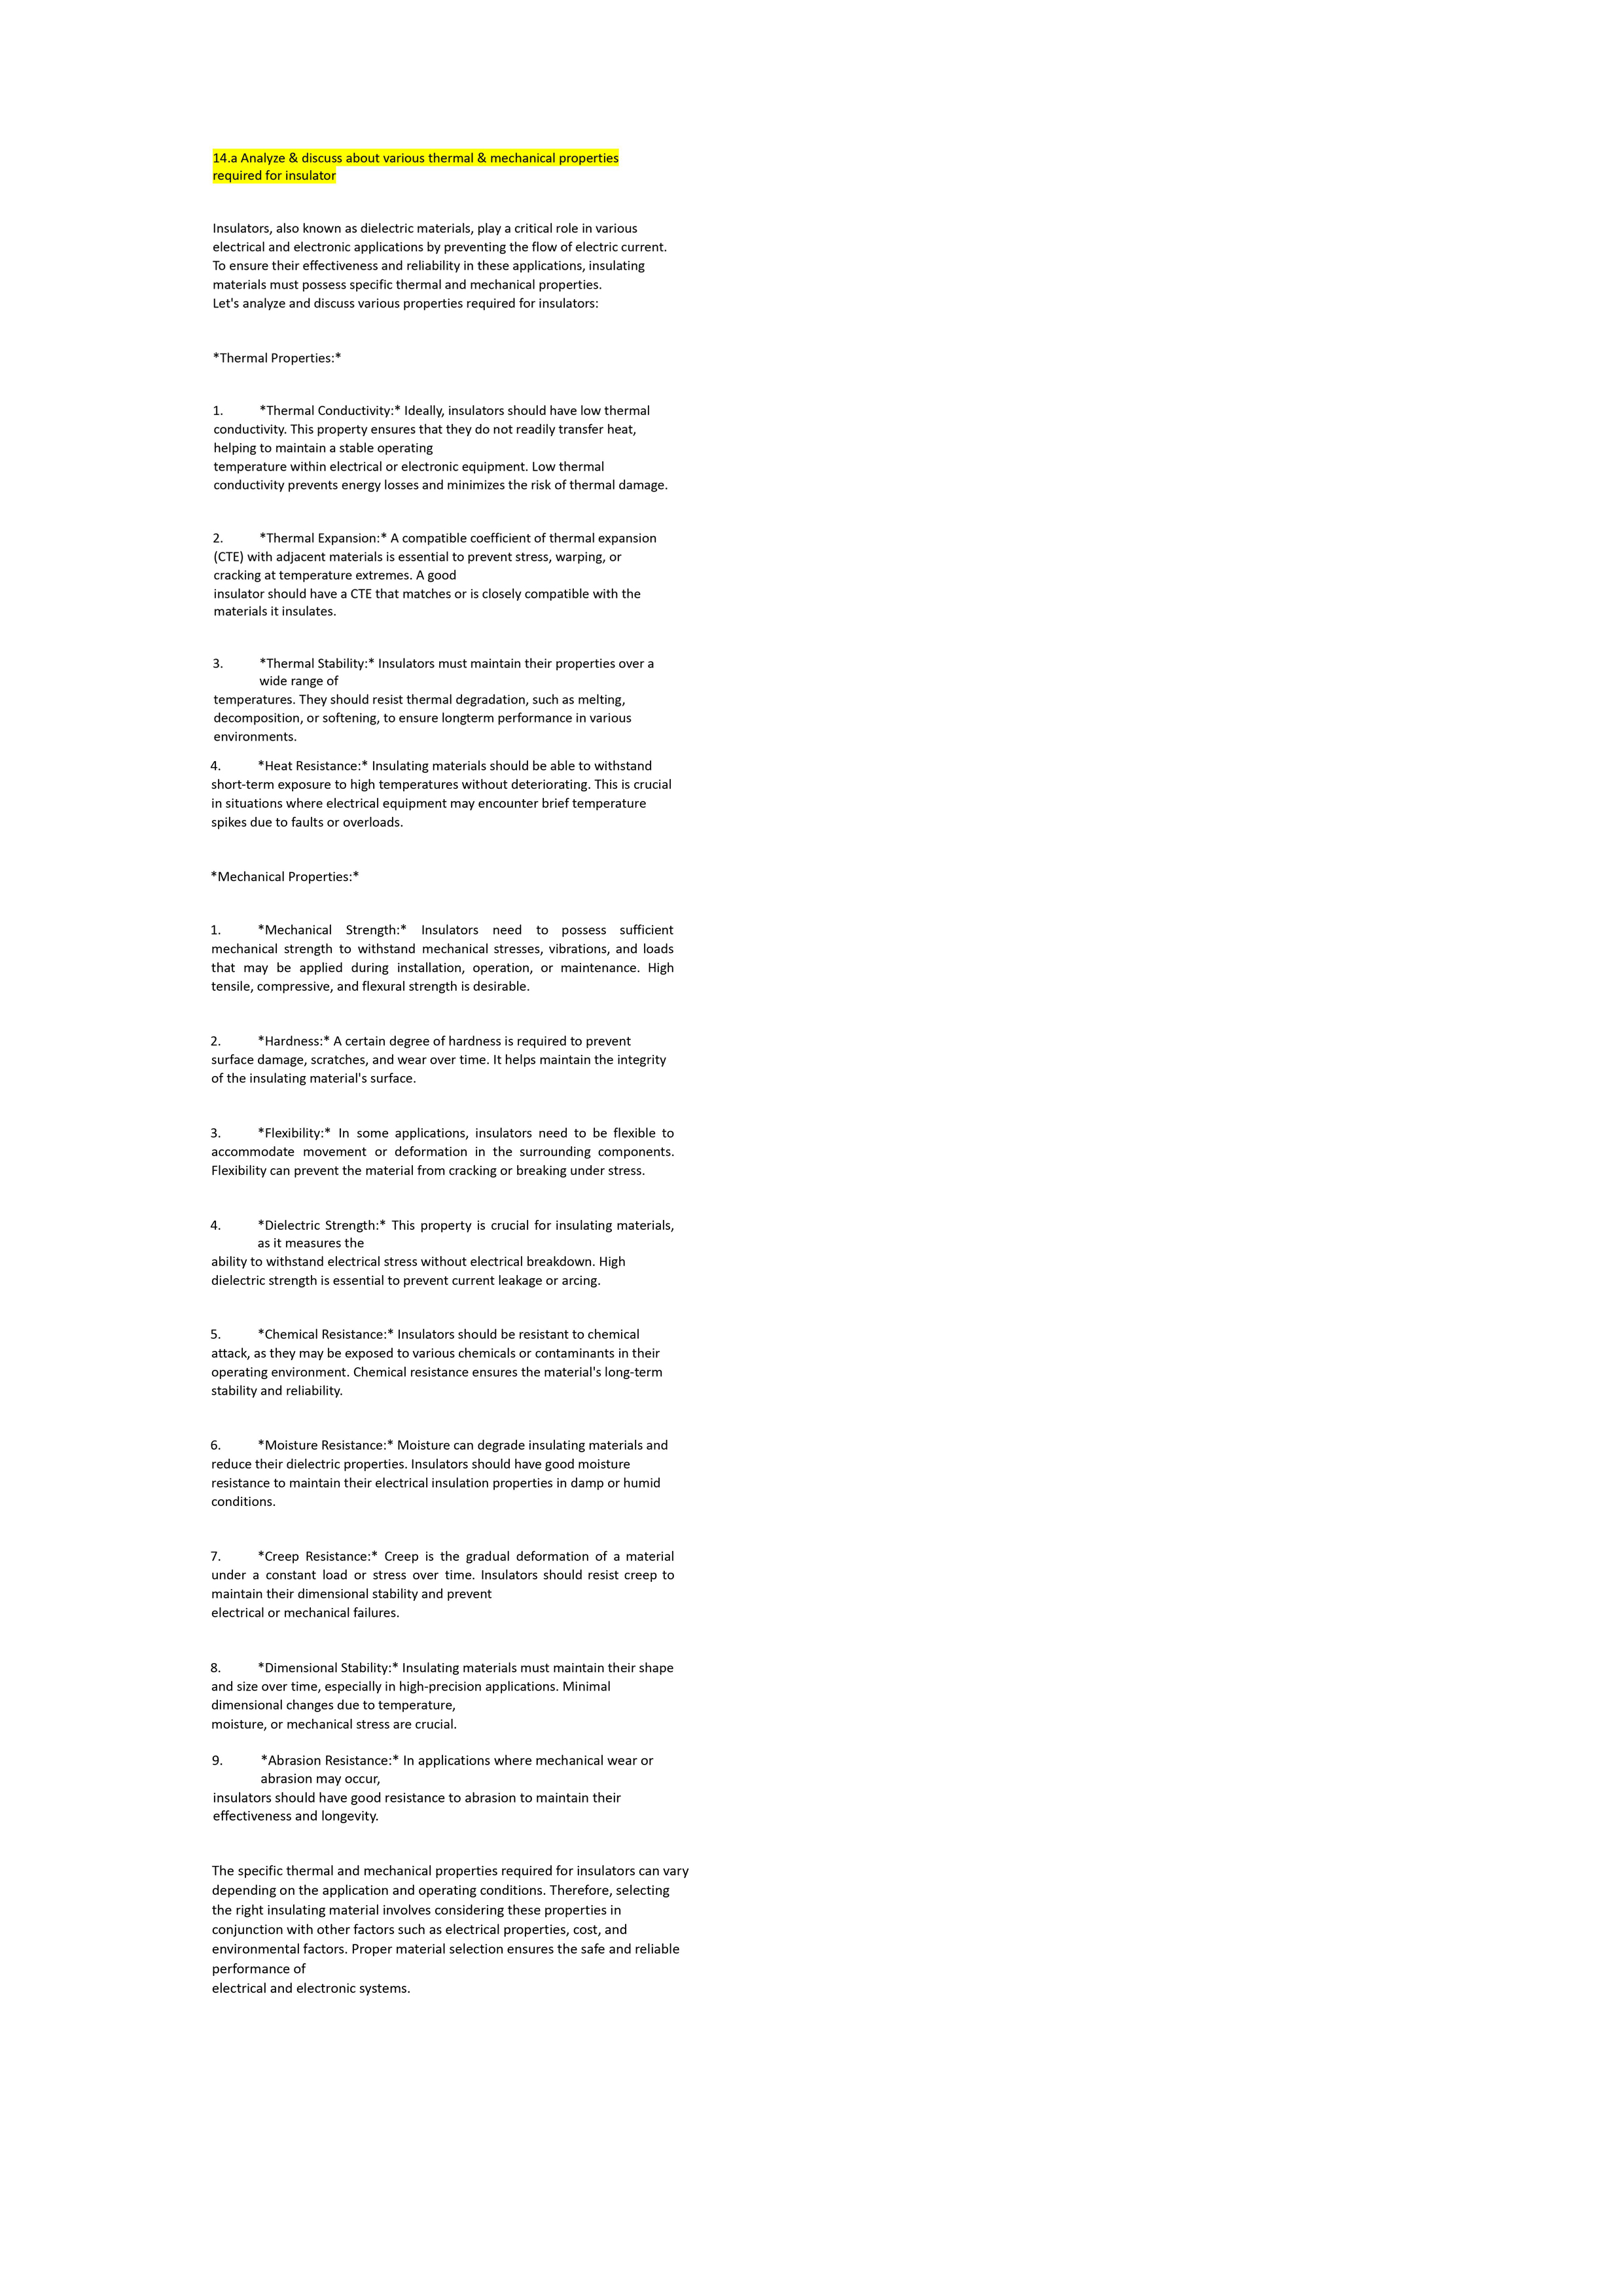 14.a Analyze & discuss about various thermal & mechanical properties
required for insulator
Insulators, also known as dielectric materials, play a critical role in various
electrical and electronic applications by preventing the flow of electric current.
To ensure their effectiveness and reliability in these applications, insulating
materials must possess specific thermal and mechanical properties.
Let's analyze and discuss various properties required for insulators:
*Thermal Properties:*
1. *Thermal Conductivity:* Ideally, insulators should have low thermal
conductivity. This property ensures that they do not readily transfer heat,
helping to maintain a stable operating
temperature within electrical or electronic equipment. Low thermal
conductivity prevents energy losses and minimizes the risk of thermal damage.
2. *Thermal Expansion:* A compatible coefficient of thermal expansion
(CTE) with adjacent materials is essential to prevent stress, warping, or
cracking at temperature extremes. A good
insulator should have a CTE that matches or is closely compatible with the
materials it insulates.
3. *Thermal Stability:* Insulators must maintain their properties over a
wide range of
temperatures. They should resist thermal degradation, such as melting,
decomposition, or softening, to ensure longterm performance in various
environments.
4. *Heat Resistance:* Insulating materials should be able to withstand
short-term exposure to high temperatures without deteriorating. This is crucial
in situations where electrical equipment may encounter brief temperature
spikes due to faults or overloads.
*Mechanical Properties:*
1. *Mechanical Strength:* Insulators need to possess sufficient
mechanical strength to withstand mechanical stresses, vibrations, and loads
that may be applied during installation, operation, or maintenance. High
tensile, compressive, and flexural strength is desirable.
2. *Hardness:* A certain degree of hardness is required to prevent
surface damage, scratches, and wear over time. It helps maintain the integrity
of the insulating material's surface.
3. *Flexibility:* In some applications, insulators need to be flexible to
accommodate movement or deformation in the surrounding components.
Flexibility can prevent the material from cracking or breaking under stress.
4. *Dielectric Strength:* This property is crucial for insulating materials,
as it measures the
ability to withstand electrical stress without electrical breakdown. High
dielectric strength is essential to prevent current leakage or arcing.
5. *Chemical Resistance:* Insulators should be resistant to chemical
attack, as they may be exposed to various chemicals or contaminants in their
operating environment. Chemical resistance ensures the material's long-term
stability and reliability.
6. *Moisture Resistance:* Moisture can degrade insulating materials and
reduce their dielectric properties. Insulators should have good moisture
resistance to maintain their electrical insulation properties in damp or humid
conditions.
7. *Creep Resistance:* Creep is the gradual deformation of a material
under a constant load or stress over time. Insulators should resist creep to
maintain their dimensional stability and prevent
electrical or mechanical failures.
8. *Dimensional Stability:* Insulating materials must maintain their shape
and size over time, especially in high-precision applications. Minimal
dimensional changes due to temperature,
moisture, or mechanical stress are crucial.
9. *Abrasion Resistance:* In applications where mechanical wear or
abrasion may occur,
insulators should have good resistance to abrasion to maintain their
effectiveness and longevity.
The specific thermal and mechanical properties required for insulators can vary
depending on the application and operating conditions. Therefore, selecting
the right insulating material involves considering these properties in
conjunction with other factors such as electrical properties, cost, and
environmental factors. Proper material selection ensures the safe and reliable
performance of
electrical and electronic systems.